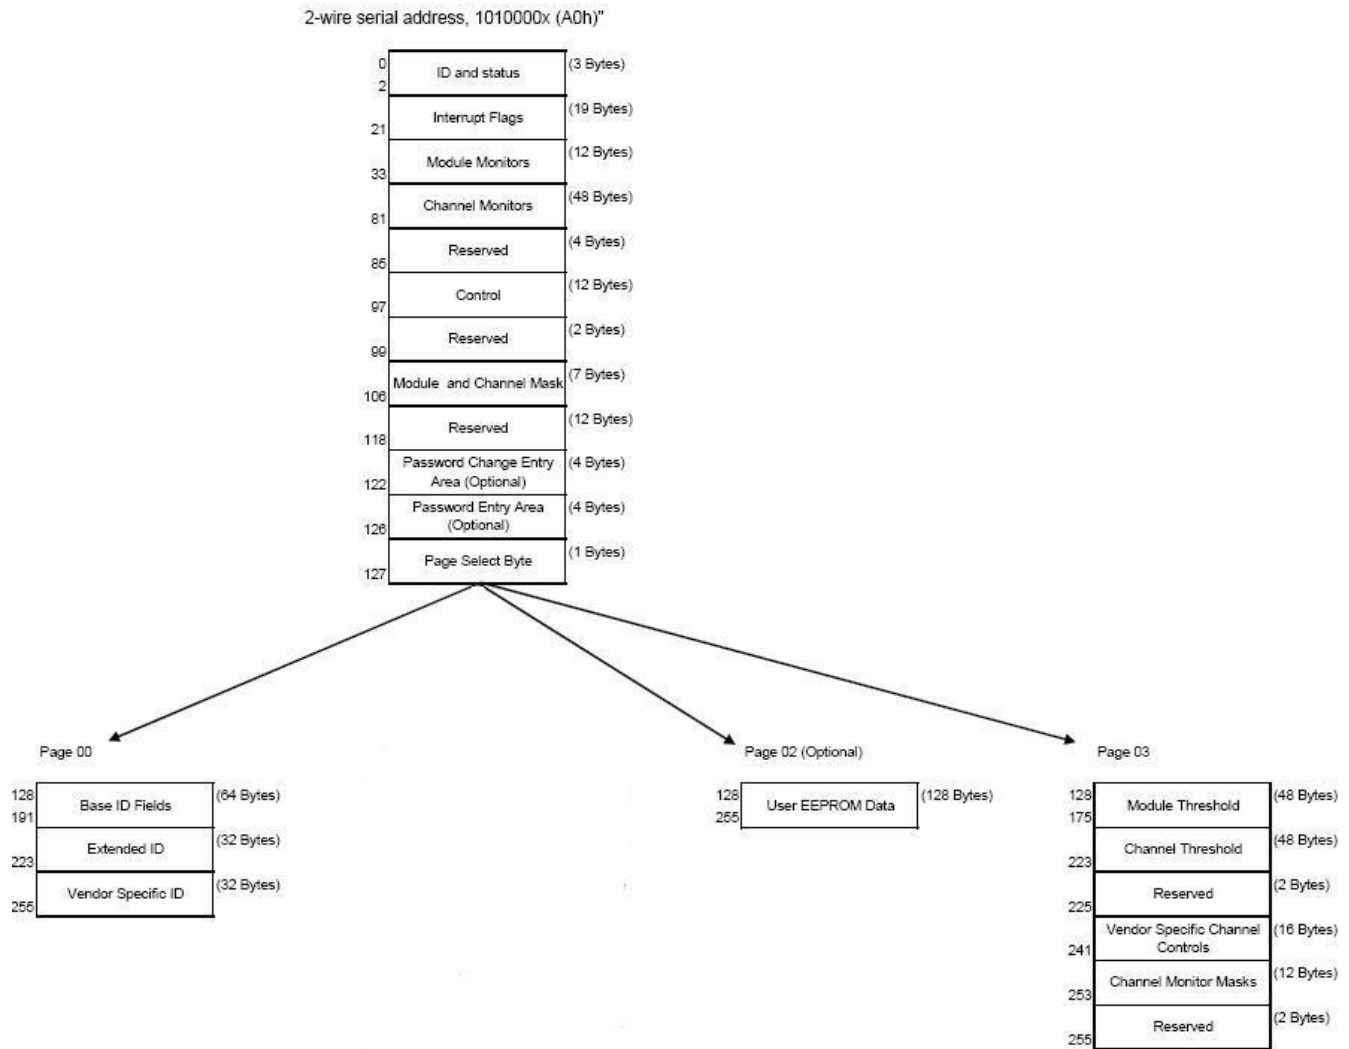 2-wire serial address, 1010000x (A0h)"
0
2
ID and status
(3 Bytes)
21
Interrupt Flags
(19 Bytes)
33
Module Monitors
(12 Bytes)
81
Channel Monitors
(48 Bytes)
85
Reserved
(4 Bytes)
97
Control
(12 Bytes)
99
Reserved
(2 Bytes)
106
Module and Channel Mask
(7 Bytes)
118
Reserved
(12 Bytes)
122
Password Change Entry
Area (Optional)
(4 Bytes)
126
Password Entry Area
(Optional)
(4 Bytes)
127
Page Select Byte
(1 Bytes)
Page 00
128
191
Base ID Fields
(64 Bytes)
223
Extended ID
(32 Bytes)
255
Vendor Specific ID
(32 Bytes)
Page 02 (Optional)
128
255
User EEPROM Data
(128 Bytes)
Page 03
128
175
Module Threshold
(48 Bytes)
223
Channel Threshold
(48 Bytes)
225
Reserved
(2 Bytes)
241
Vendor Specific Channel
Controls
(16 Bytes)
253
Channel Monitor Masks
(12 Bytes)
255
Reserved
(2 Bytes)